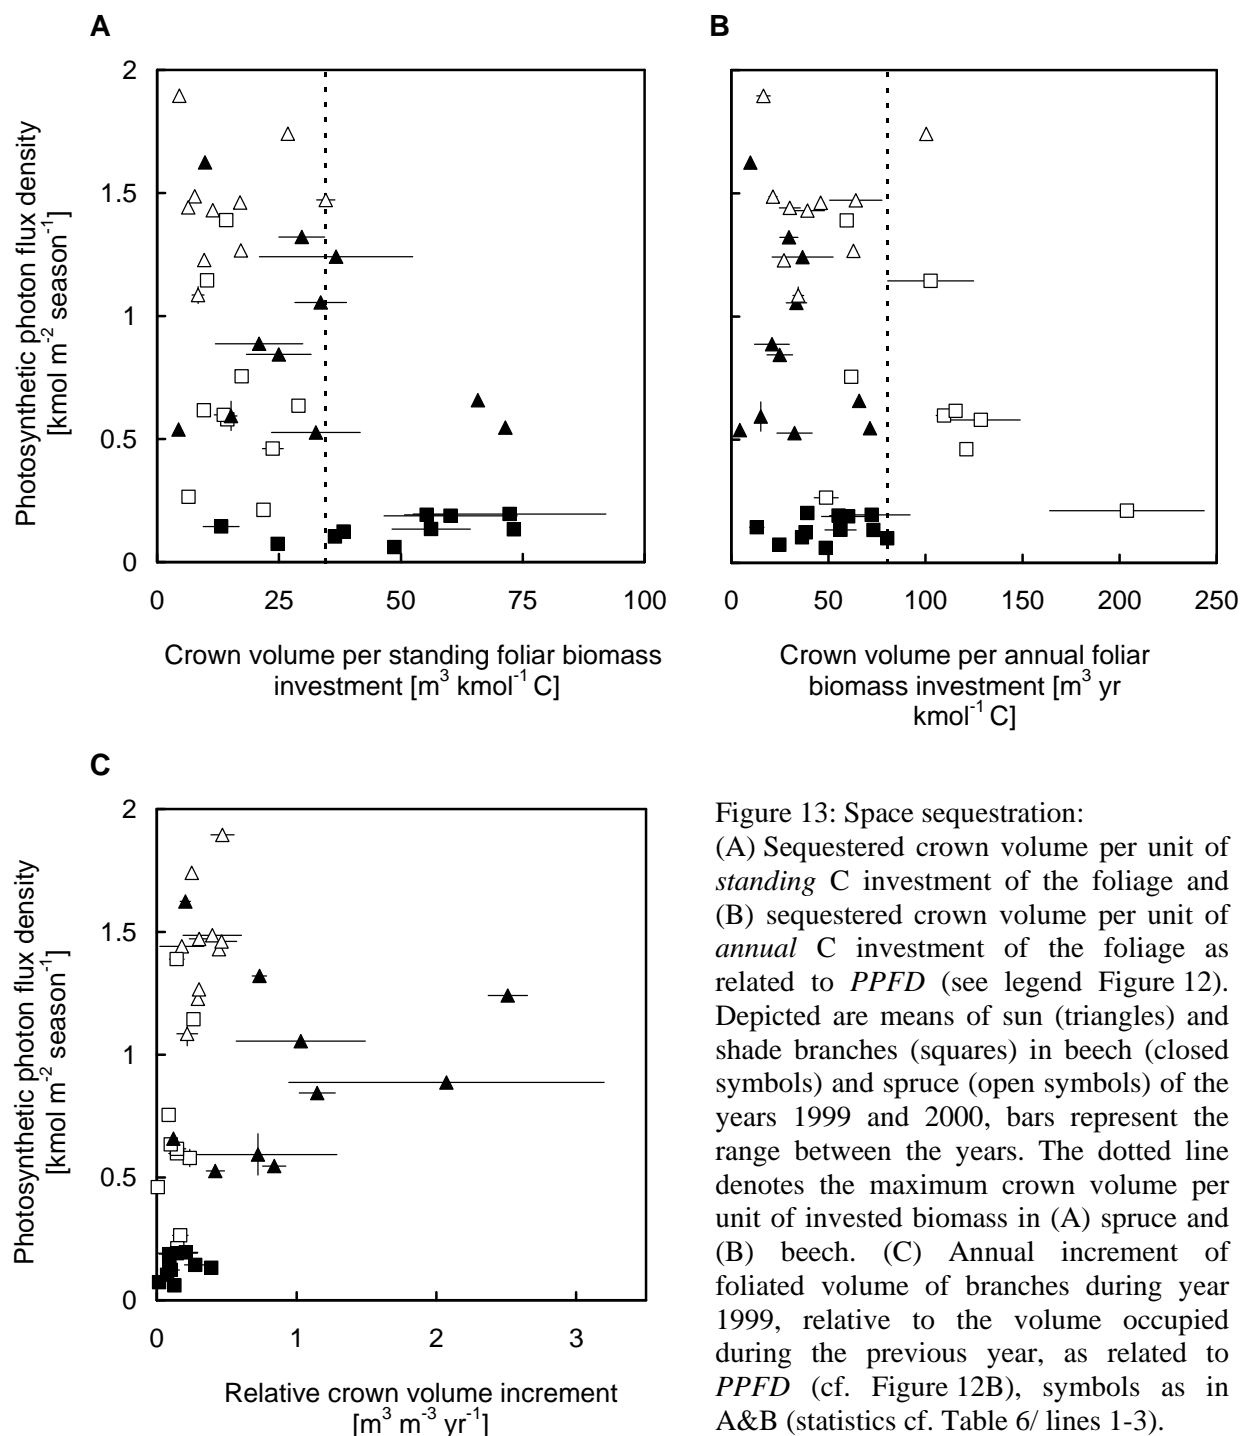 A
B
2
1.5
1
0.5
0
0 25 50 75 100
0 50 100 150 200 250
Photosynthetic photon flux density
[kmol m⁻² season⁻¹]
Crown volume per standing foliar biomass
investment [m³ kmol⁻¹ C]
Crown volume per annual foliar
biomass investment [m³ yr
kmol⁻¹ C]
C
2
1.5
1
0.5
0
0 1 2 3
Photosynthetic photon flux density
[kmol m⁻² season⁻¹]
Relative crown volume increment
[m³ m⁻³ yr⁻¹]
Figure 13: Space sequestration:
(A) Sequestered crown volume per unit of
standing C investment of the foliage and
(B) sequestered crown volume per unit of
annual C investment of the foliage as
related to PPFD (see legend Figure 12).
Depicted are means of sun (triangles) and
shade branches (squares) in beech (closed
symbols) and spruce (open symbols) of the
years 1999 and 2000, bars represent the
range between the years. The dotted line
denotes the maximum crown volume per
unit of invested biomass in (A) spruce and
(B) beech. (C) Annual increment of
foliated volume of branches during year
1999, relative to the volume occupied
during the previous year, as related to
PPFD (cf. Figure 12B), symbols as in
A&B (statistics cf. Table 6/ lines 1-3).